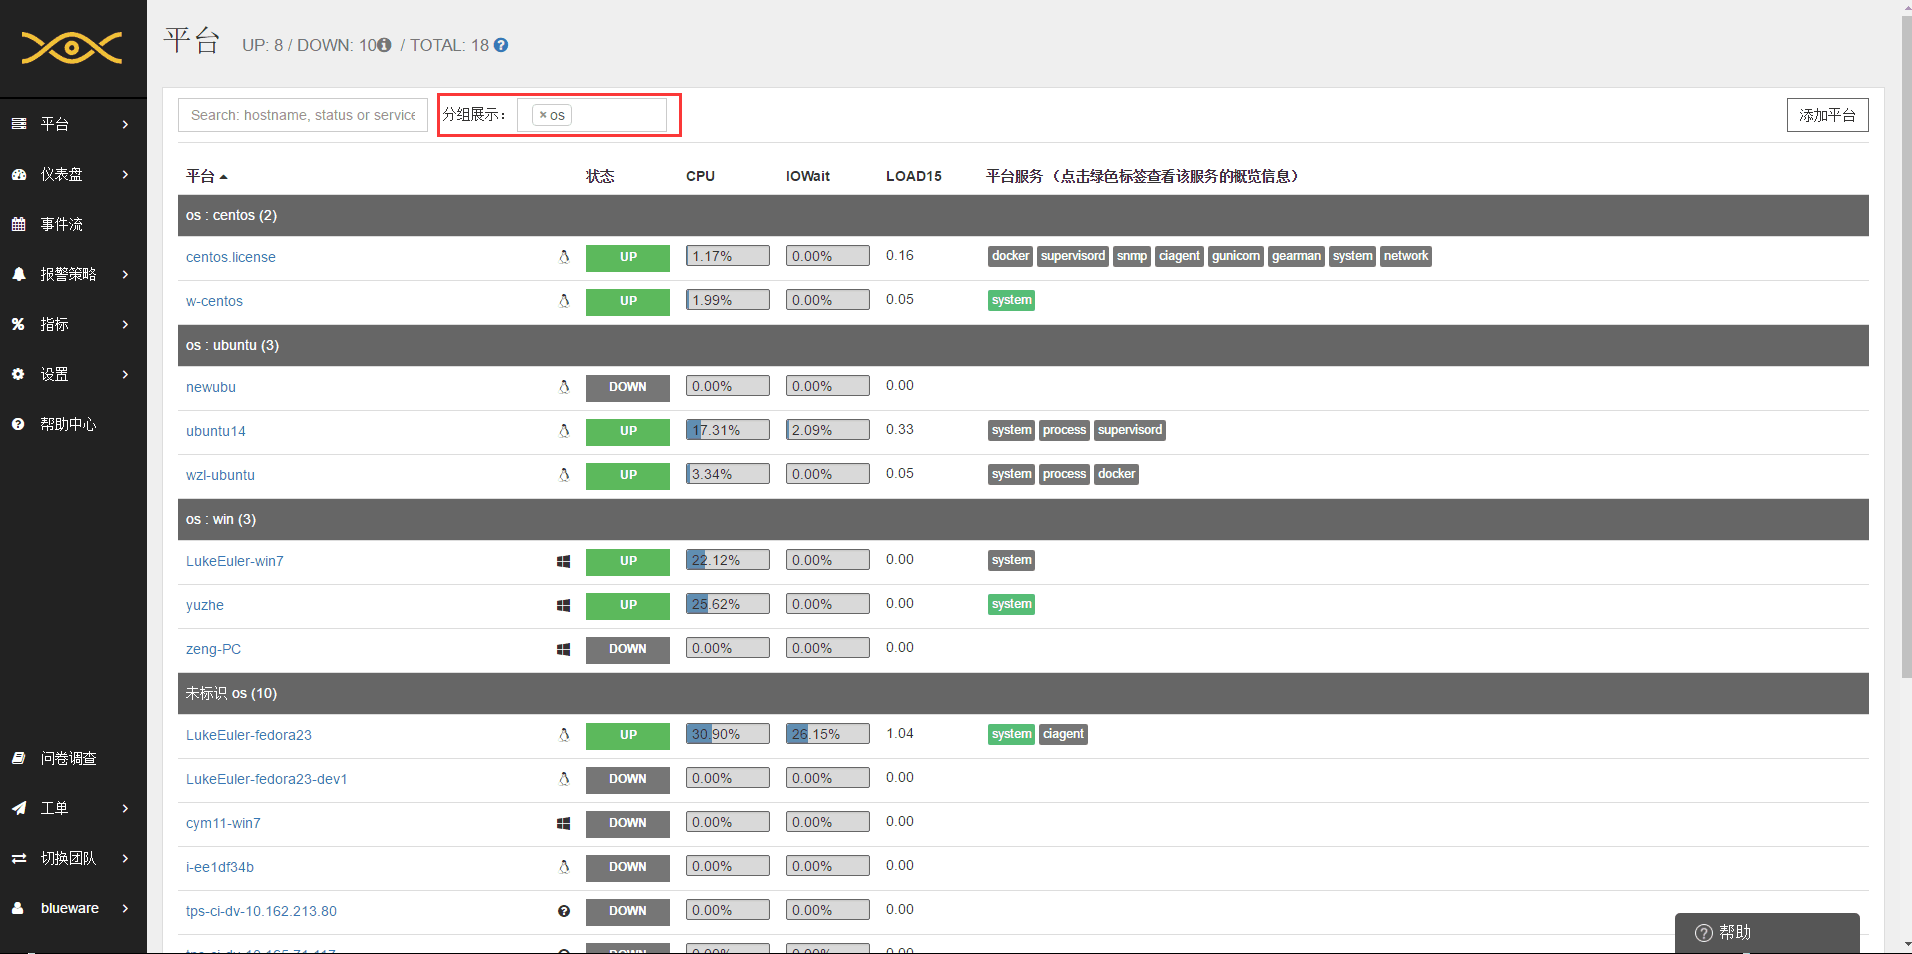 平台 UP: 8 / DOWN: 10 / TOTAL: 18
Search: hostname, status or service
分组展示： × os
添加平台
平台
仪表盘
事件流
报警策略
指标
设置
帮助中心
问卷调查
工单
切换团队
blueware
平台 状态 CPU IOWait LOAD15 平台服务 （点击绿色标签查看该服务的概览信息）
os : centos (2)
centos.license UP 1.17% 0.00% 0.16 docker supervisord snmp ciagent gunicorn gearman system network
w-centos UP 1.99% 0.00% 0.05 system
os : ubuntu (3)
newubu DOWN 0.00% 0.00% 0.00
ubuntu14 UP 17.31% 2.09% 0.33 system process supervisord
wzl-ubuntu UP 3.34% 0.00% 0.05 system process docker
os : win (3)
LukeEuler-win7 UP 22.12% 0.00% 0.00 system
yuzhe UP 25.62% 0.00% 0.00 system
zeng-PC DOWN 0.00% 0.00% 0.00
未标识 os (10)
LukeEuler-fedora23 UP 30.90% 26.15% 1.04 system ciagent
LukeEuler-fedora23-dev1 DOWN 0.00% 0.00% 0.00
cym11-win7 DOWN 0.00% 0.00% 0.00
i-ee1df34b DOWN 0.00% 0.00% 0.00
tps-ci-dv-10.162.213.80 DOWN 0.00% 0.00% 0.00
DOWN 0.00% 0.00% 0.00
帮助